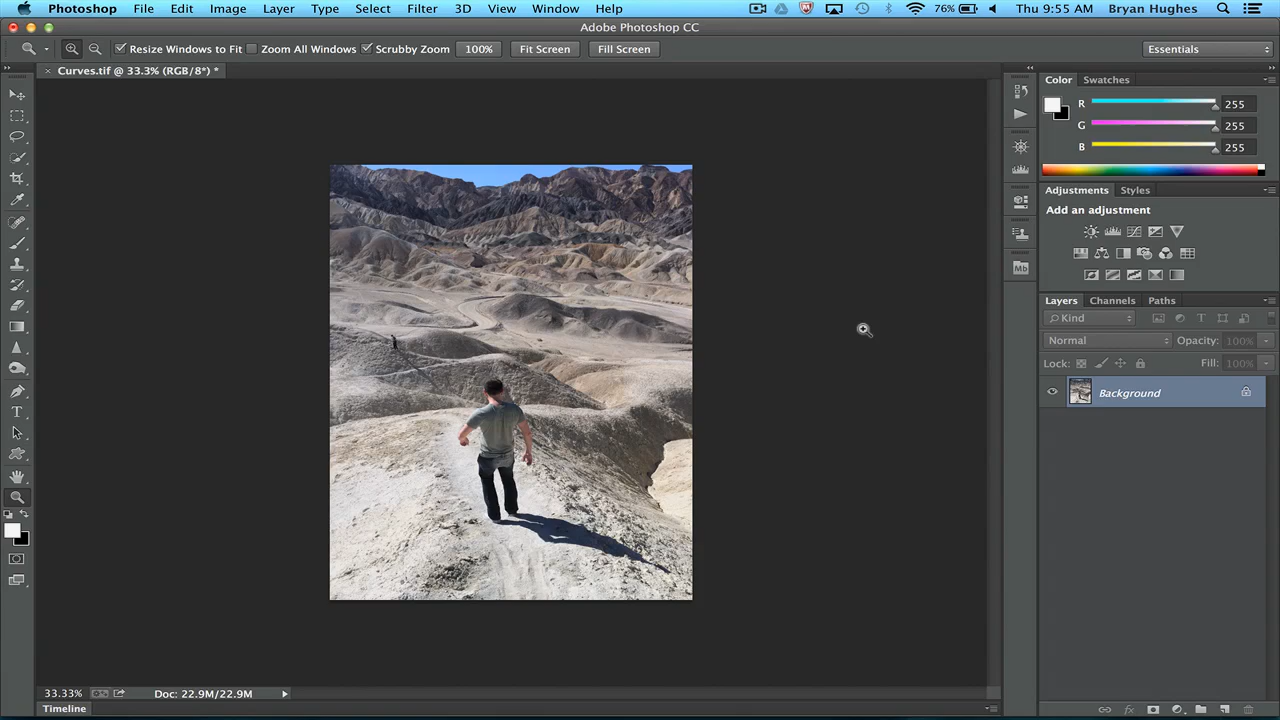 Photoshop File Edit Image Layer Type Select Filter 3D View Window Help 76% Thu 9:55 AM Bryan Hughes
Adobe Photoshop CC
Resize Windows to Fit Zoom All Windows Scrubby Zoom 100% Fit Screen Fill Screen Essentials
Curves.tif @ 33.3% (RGB/8*) *
Color Swatches
R 255
G 255
B 255
Adjustments Styles
Add an adjustment
Mb
Layers Channels Paths
Kind
Normal Opacity: 100%
Lock: Fill: 100%
Background
33.33% Doc: 22.9M/22.9M
Timeline